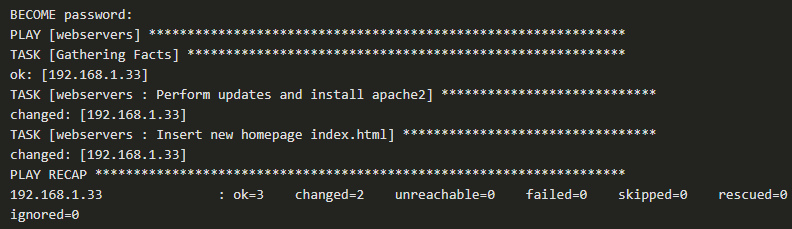 BECOME password:
PLAY [webservers] **************************************************************
TASK [Gathering Facts] *********************************************************
ok: [192.168.1.33]
TASK [webservers : Perform updates and install apache2] ****************************
changed: [192.168.1.33]
TASK [webservers : Insert new homepage index.html] *********************************
changed: [192.168.1.33]
PLAY RECAP *********************************************************************
192.168.1.33               : ok=3    changed=2    unreachable=0    failed=0    skipped=0    rescued=0
ignored=0